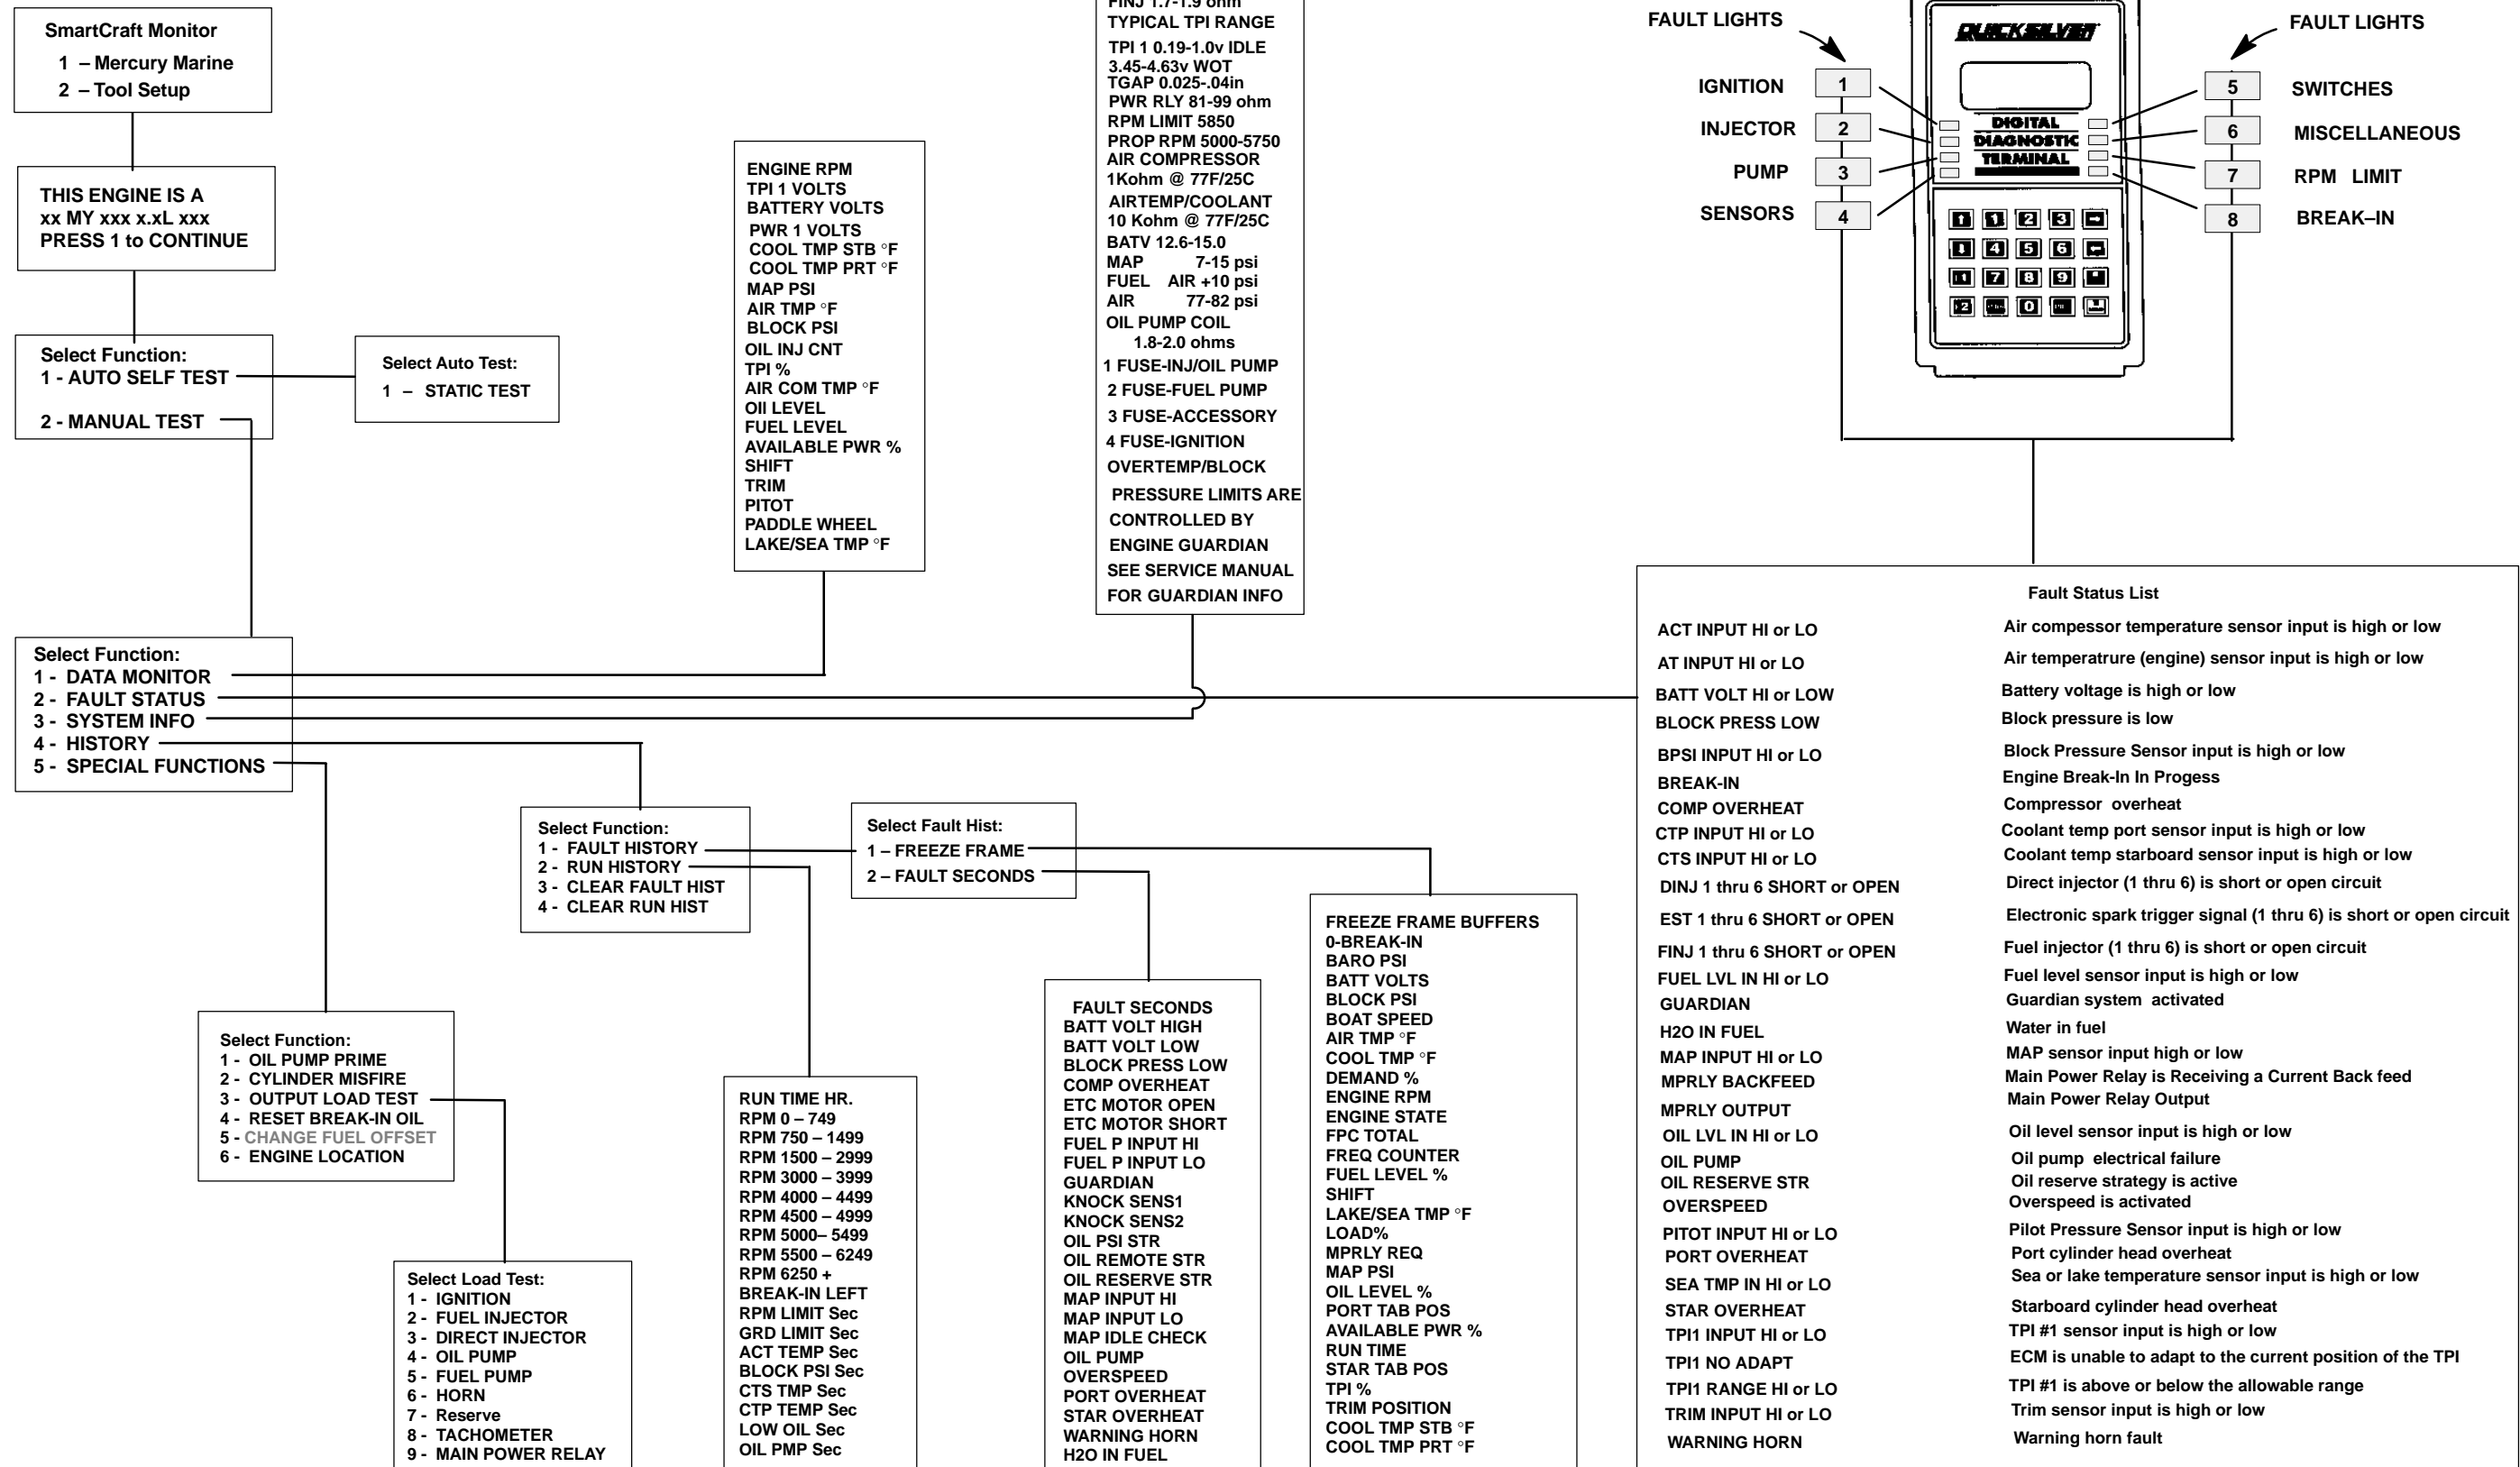 SmartCraft Monitor
1 – Mercury Marine
2 – Tool Setup
THIS ENGINE IS A
xx MY xxx x.xL xxx
PRESS 1 to CONTINUE
Select Function:
1 - AUTO SELF TEST
2 - MANUAL TEST
Select Auto Test:
1 – STATIC TEST
Select Function:
1 - DATA MONITOR
2 - FAULT STATUS
3 - SYSTEM INFO
4 - HISTORY
5 - SPECIAL FUNCTIONS
ENGINE RPM
TPI 1 VOLTS
BATTERY VOLTS
PWR 1 VOLTS
COOL TMP STB °F
COOL TMP PRT °F
MAP PSI
AIR TMP °F
BLOCK PSI
OIL INJ CNT
TPI %
AIR COM TMP °F
OIl LEVEL
FUEL LEVEL
AVAILABLE PWR %
SHIFT
TRIM
PITOT
PADDLE WHEEL
LAKE/SEA TMP °F
FINJ 1.7-1.9 ohm
TYPICAL TPI RANGE
TPI 1 0.19-1.0v IDLE
3.45-4.63v WOT
TGAP 0.025-.04in
PWR RLY 81-99 ohm
RPM LIMIT 5850
PROP RPM 5000-5750
AIR COMPRESSOR
1Kohm @ 77F/25C
AIRTEMP/COOLANT
10 Kohm @ 77F/25C
BATV 12.6-15.0
MAP 7-15 psi
FUEL AIR +10 psi
AIR 77-82 psi
OIL PUMP COIL
1.8-2.0 ohms
1 FUSE-INJ/OIL PUMP
2 FUSE-FUEL PUMP
3 FUSE-ACCESSORY
4 FUSE-IGNITION
OVERTEMP/BLOCK
PRESSURE LIMITS ARE
CONTROLLED BY
ENGINE GUARDIAN
SEE SERVICE MANUAL
FOR GUARDIAN INFO
FAULT LIGHTS
IGNITION 1
INJECTOR 2
PUMP 3
SENSORS 4
QUICKSILVER
DIGITAL
DIAGNOSTIC
TERMINAL
1 2 3
4 5 6
7 8 9
0
FAULT LIGHTS
5 SWITCHES
6 MISCELLANEOUS
7 RPM LIMIT
8 BREAK–IN
Select Function:
1 - OIL PUMP PRIME
2 - CYLINDER MISFIRE
3 - OUTPUT LOAD TEST
4 - RESET BREAK-IN OIL
5 - CHANGE FUEL OFFSET
6 - ENGINE LOCATION
Select Load Test:
1 - IGNITION
2 - FUEL INJECTOR
3 - DIRECT INJECTOR
4 - OIL PUMP
5 - FUEL PUMP
6 - HORN
7 - Reserve
8 - TACHOMETER
9 - MAIN POWER RELAY
Select Function:
1 - FAULT HISTORY
2 - RUN HISTORY
3 - CLEAR FAULT HIST
4 - CLEAR RUN HIST
RUN TIME HR.
RPM 0 – 749
RPM 750 – 1499
RPM 1500 – 2999
RPM 3000 – 3999
RPM 4000 – 4499
RPM 4500 – 4999
RPM 5000– 5499
RPM 5500 – 6249
RPM 6250 +
BREAK-IN LEFT
RPM LIMIT Sec
GRD LIMIT Sec
ACT TEMP Sec
BLOCK PSI Sec
CTS TMP Sec
CTP TEMP Sec
LOW OIL Sec
OIL PMP Sec
Select Fault Hist:
1 – FREEZE FRAME
2 – FAULT SECONDS
FAULT SECONDS
BATT VOLT HIGH
BATT VOLT LOW
BLOCK PRESS LOW
COMP OVERHEAT
ETC MOTOR OPEN
ETC MOTOR SHORT
FUEL P INPUT HI
FUEL P INPUT LO
GUARDIAN
KNOCK SENS1
KNOCK SENS2
OIL PSI STR
OIL REMOTE STR
OIL RESERVE STR
MAP INPUT HI
MAP INPUT LO
MAP IDLE CHECK
OIL PUMP
OVERSPEED
PORT OVERHEAT
STAR OVERHEAT
WARNING HORN
H2O IN FUEL
FREEZE FRAME BUFFERS
0-BREAK-IN
BARO PSI
BATT VOLTS
BLOCK PSI
BOAT SPEED
AIR TMP °F
COOL TMP °F
DEMAND %
ENGINE RPM
ENGINE STATE
FPC TOTAL
FREQ COUNTER
FUEL LEVEL %
SHIFT
LAKE/SEA TMP °F
LOAD%
MPRLY REQ
MAP PSI
OIL LEVEL %
PORT TAB POS
AVAILABLE PWR %
RUN TIME
STAR TAB POS
TPI %
TRIM POSITION
COOL TMP STB °F
COOL TMP PRT °F
Fault Status List
ACT INPUT HI or LO Air compessor temperature sensor input is high or low
AT INPUT HI or LO Air temperatrure (engine) sensor input is high or low
BATT VOLT HI or LOW Battery voltage is high or low
BLOCK PRESS LOW Block pressure is low
BPSI INPUT HI or LO Block Pressure Sensor input is high or low
BREAK-IN Engine Break-In In Progess
COMP OVERHEAT Compressor overheat
CTP INPUT HI or LO Coolant temp port sensor input is high or low
CTS INPUT HI or LO Coolant temp starboard sensor input is high or low
DINJ 1 thru 6 SHORT or OPEN Direct injector (1 thru 6) is short or open circuit
EST 1 thru 6 SHORT or OPEN Electronic spark trigger signal (1 thru 6) is short or open circuit
FINJ 1 thru 6 SHORT or OPEN Fuel injector (1 thru 6) is short or open circuit
FUEL LVL IN HI or LO Fuel level sensor input is high or low
GUARDIAN Guardian system activated
H2O IN FUEL Water in fuel
MAP INPUT HI or LO MAP sensor input high or low
MPRLY BACKFEED Main Power Relay is Receiving a Current Back feed
MPRLY OUTPUT Main Power Relay Output
OIL LVL IN HI or LO Oil level sensor input is high or low
OIL PUMP Oil pump electrical failure
OIL RESERVE STR Oil reserve strategy is active
OVERSPEED Overspeed is activated
PITOT INPUT HI or LO Pilot Pressure Sensor input is high or low
PORT OVERHEAT Port cylinder head overheat
SEA TMP IN HI or LO Sea or lake temperature sensor input is high or low
STAR OVERHEAT Starboard cylinder head overheat
TPI1 INPUT HI or LO TPI #1 sensor input is high or low
TPI1 NO ADAPT ECM is unable to adapt to the current position of the TPI
TPI1 RANGE HI or LO TPI #1 is above or below the allowable range
TRIM INPUT HI or LO Trim sensor input is high or low
WARNING HORN Warning horn fault